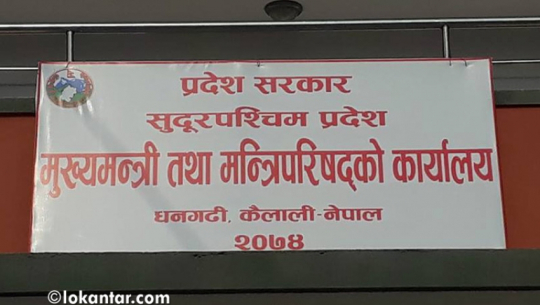 प्रदेश सरकार
सुदूरपश्चिम प्रदेश
मुख्यमन्त्री तथा मन्त्रिपरिषद्को कार्यालय
धनगढी, कैलाली-नेपाल
२०७४
©lokantar.com